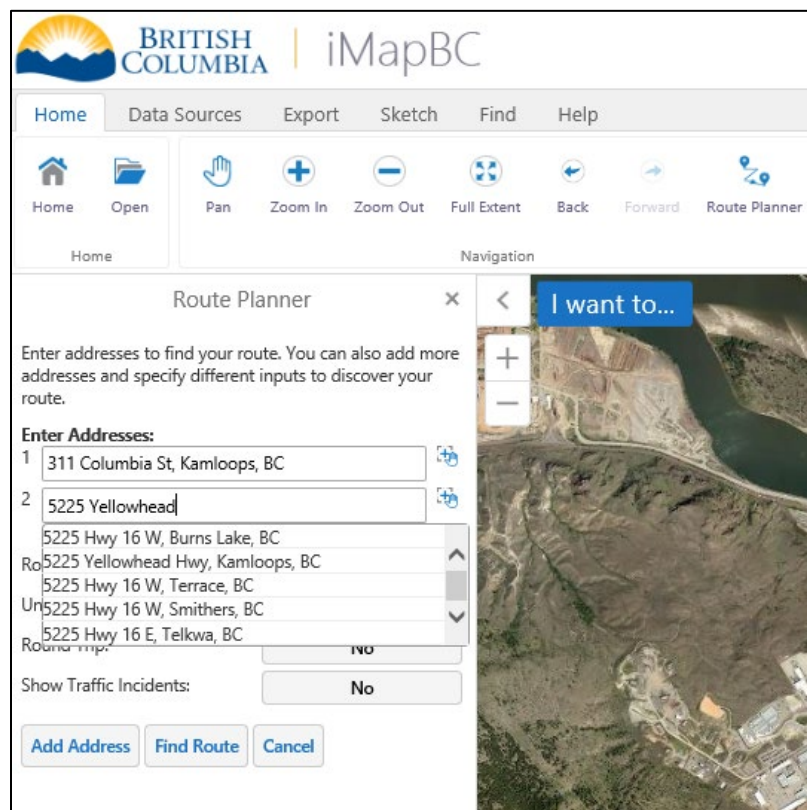 BRITISH
COLUMBIA
iMapBC
Home Data Sources Export Sketch Find Help
Home Open Pan Zoom In Zoom Out Full Extent Back Forward Route Planner
Home Navigation
Route Planner
I want to...
Enter addresses to find your route. You can also add more
addresses and specify different inputs to discover your
route.
Enter Addresses:
1 311 Columbia St, Kamloops, BC
2 5225 Yellowhead
5225 Hwy 16 W, Burns Lake, BC
Ro 5225 Yellowhead Hwy, Kamloops, BC
5225 Hwy 16 W, Terrace, BC
Un 5225 Hwy 16 W, Smithers, BC
5225 Hwy 16 E, Telkwa, BC
No
Show Traffic Incidents: No
Add Address Find Route Cancel